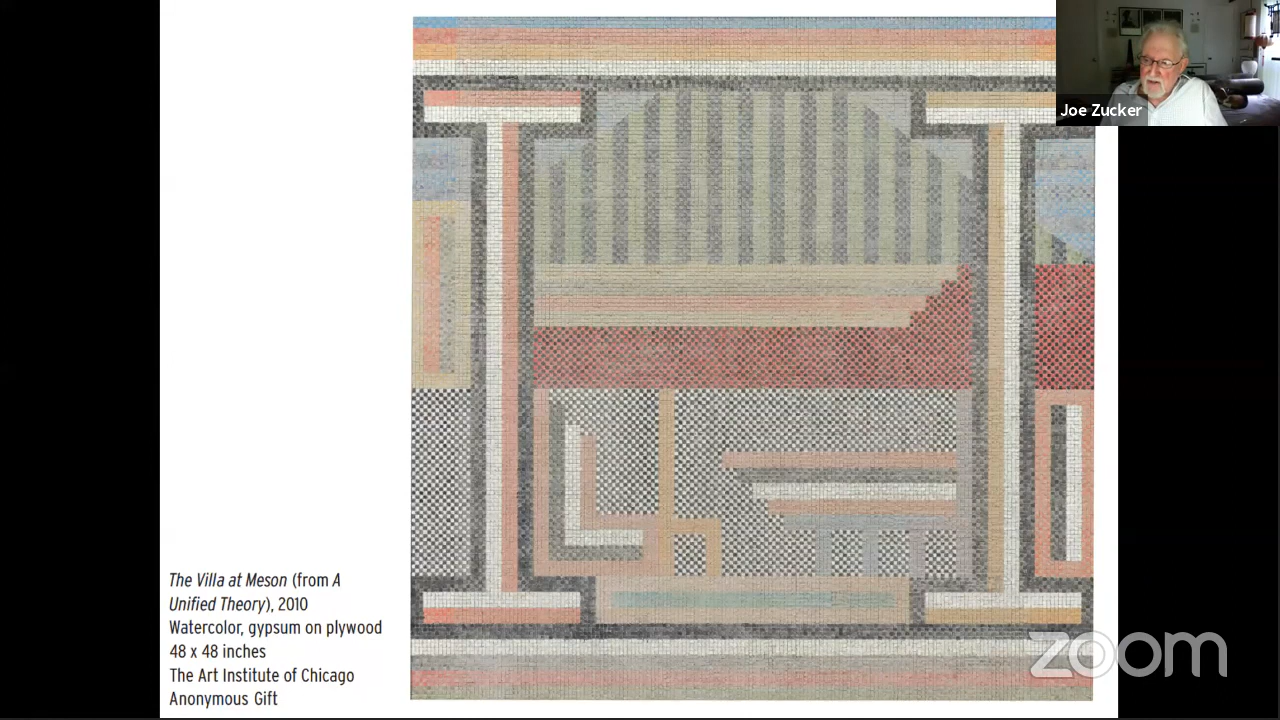 Joe Zucker
The Villa at Meson (from A
Unified Theory), 2010
Watercolor, gypsum on plywood
48 x 48 inches
The Art Institute of Chicago
Anonymous Gift
zoom